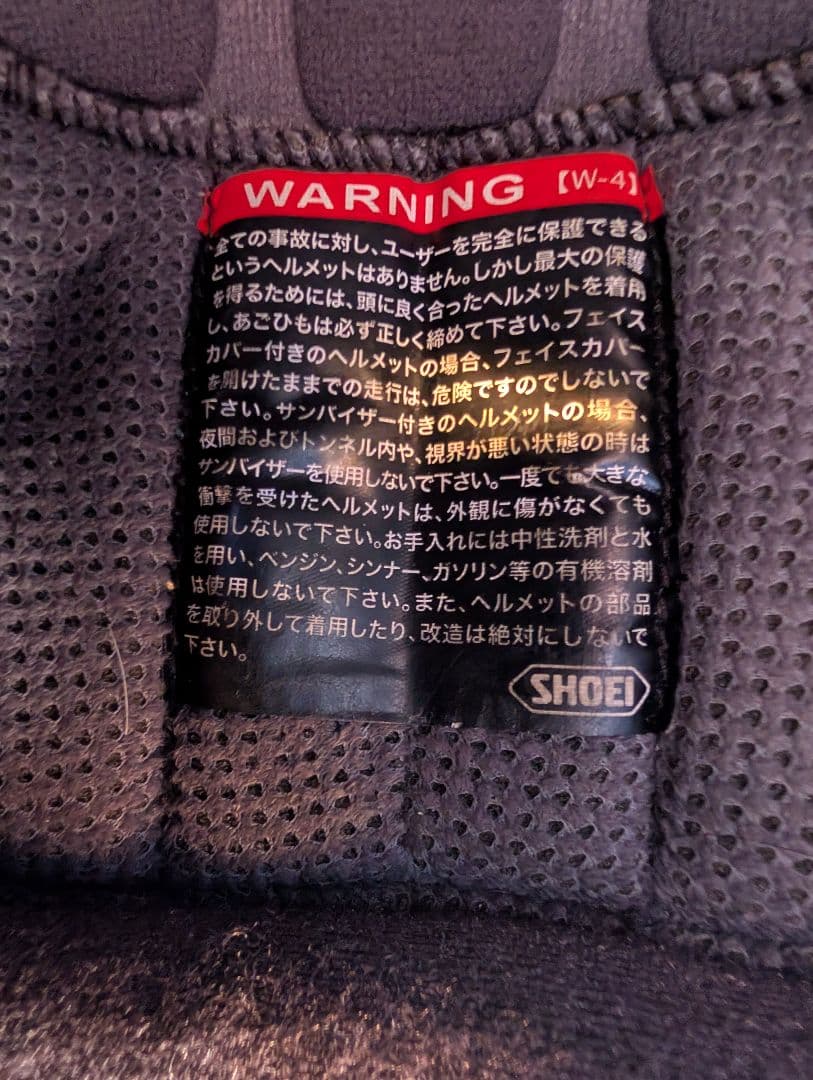 WARNING 【W-4】
全ての事故に対し、ユーザーを完全に保護できる
というヘルメットはありません。しかし最大の保護
を得るためには、頭に良く合ったヘルメットを着用
し、あごひもは必ず正しく締めて下さい。フェイス
カバー付きのヘルメットの場合、フェイスカバー
を開けたままでの走行は、危険ですのでしないで
下さい。サンバイザー付きのヘルメットの場合、
夜間およびトンネル内や、視界が悪い状態の時は
サンバイザーを使用しないで下さい。一度でも大きな
衝撃を受けたヘルメットは、外観に傷がなくても
使用しないで下さい。お手入れには中性洗剤と水
を用い、ベンジン、シンナー、ガソリン等の有機溶剤
は使用しないで下さい。また、ヘルメットの部品
を取り外して着用したり、改造は絶対にしないで
下さい。
SHOEI